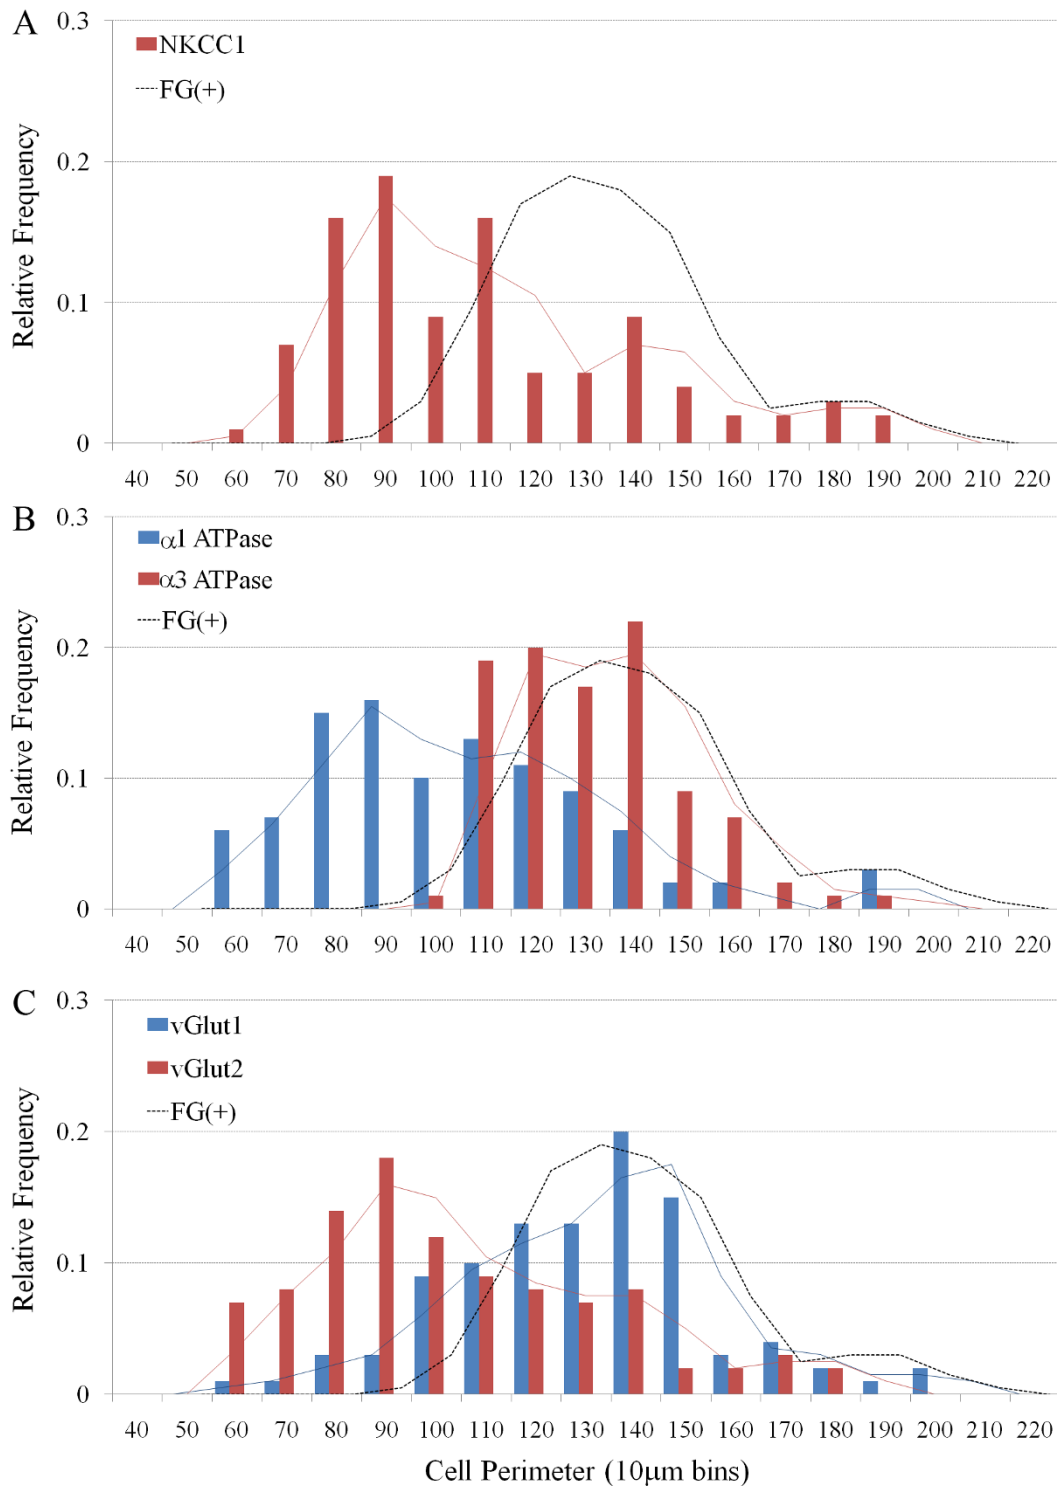 A
0.3
NKCC1
FG(+)
0.2
Relative Frequency
0.1
0
40 50 60 70 80 90 100 110 120 130 140 150 160 170 180 190 200 220
B
0.3
α1 ATPase
α3 ATPase
FG(+)
0.2
Relative Frequency
0.1
0
40 50 60 70 80 90 100 110 120 130 140 150 160 170 180 190 200 220
C
0.3
vGlut1
vGlut2
FG(+)
0.2
Relative Frequency
0.1
0
40 50 60 70 80 90 100 110 120 130 140 150 160 170 180 190 200 220
Cell Perimeter (10µm bins)